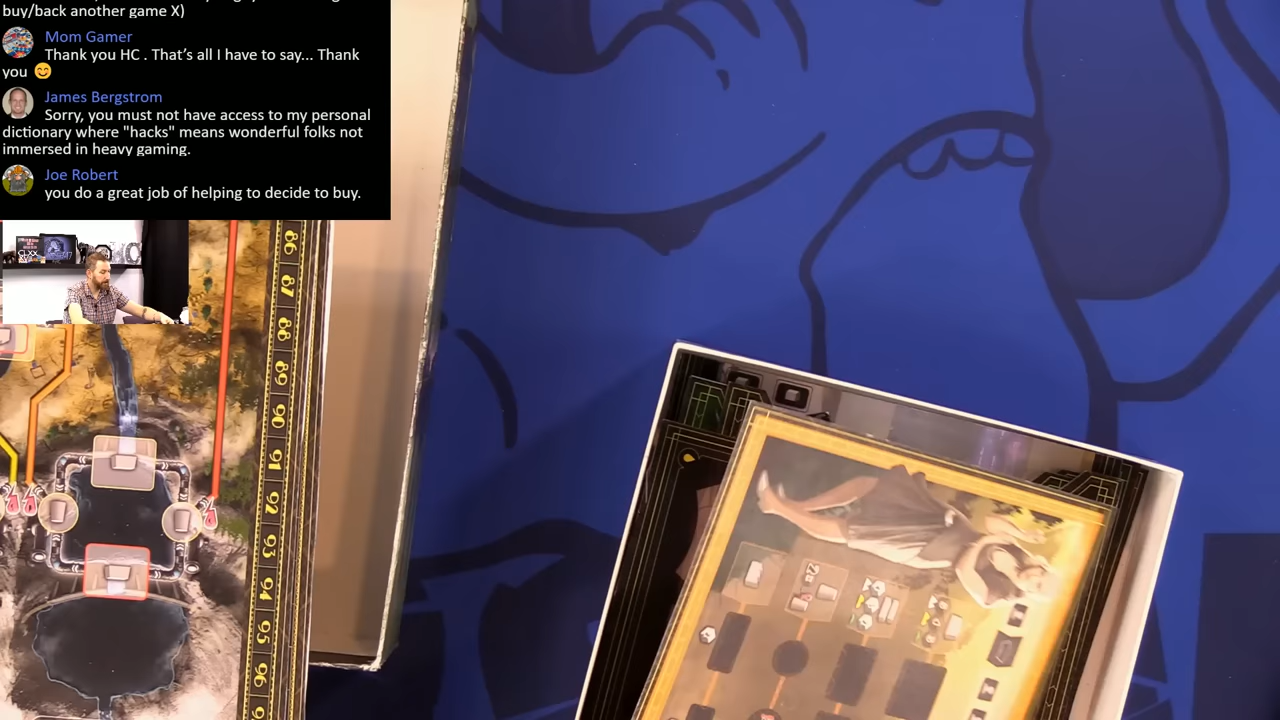 buy/back another game X)
Mom Gamer
Thank you HC . That's all I have to say... Thank
you 😊
James Bergstrom
Sorry, you must not have access to my personal
dictionary where "hacks" means wonderful folks not
immersed in heavy gaming.
Joe Robert
you do a great job of helping to decide to buy.
86
87
88
89
90
91
92
93
94
95
96